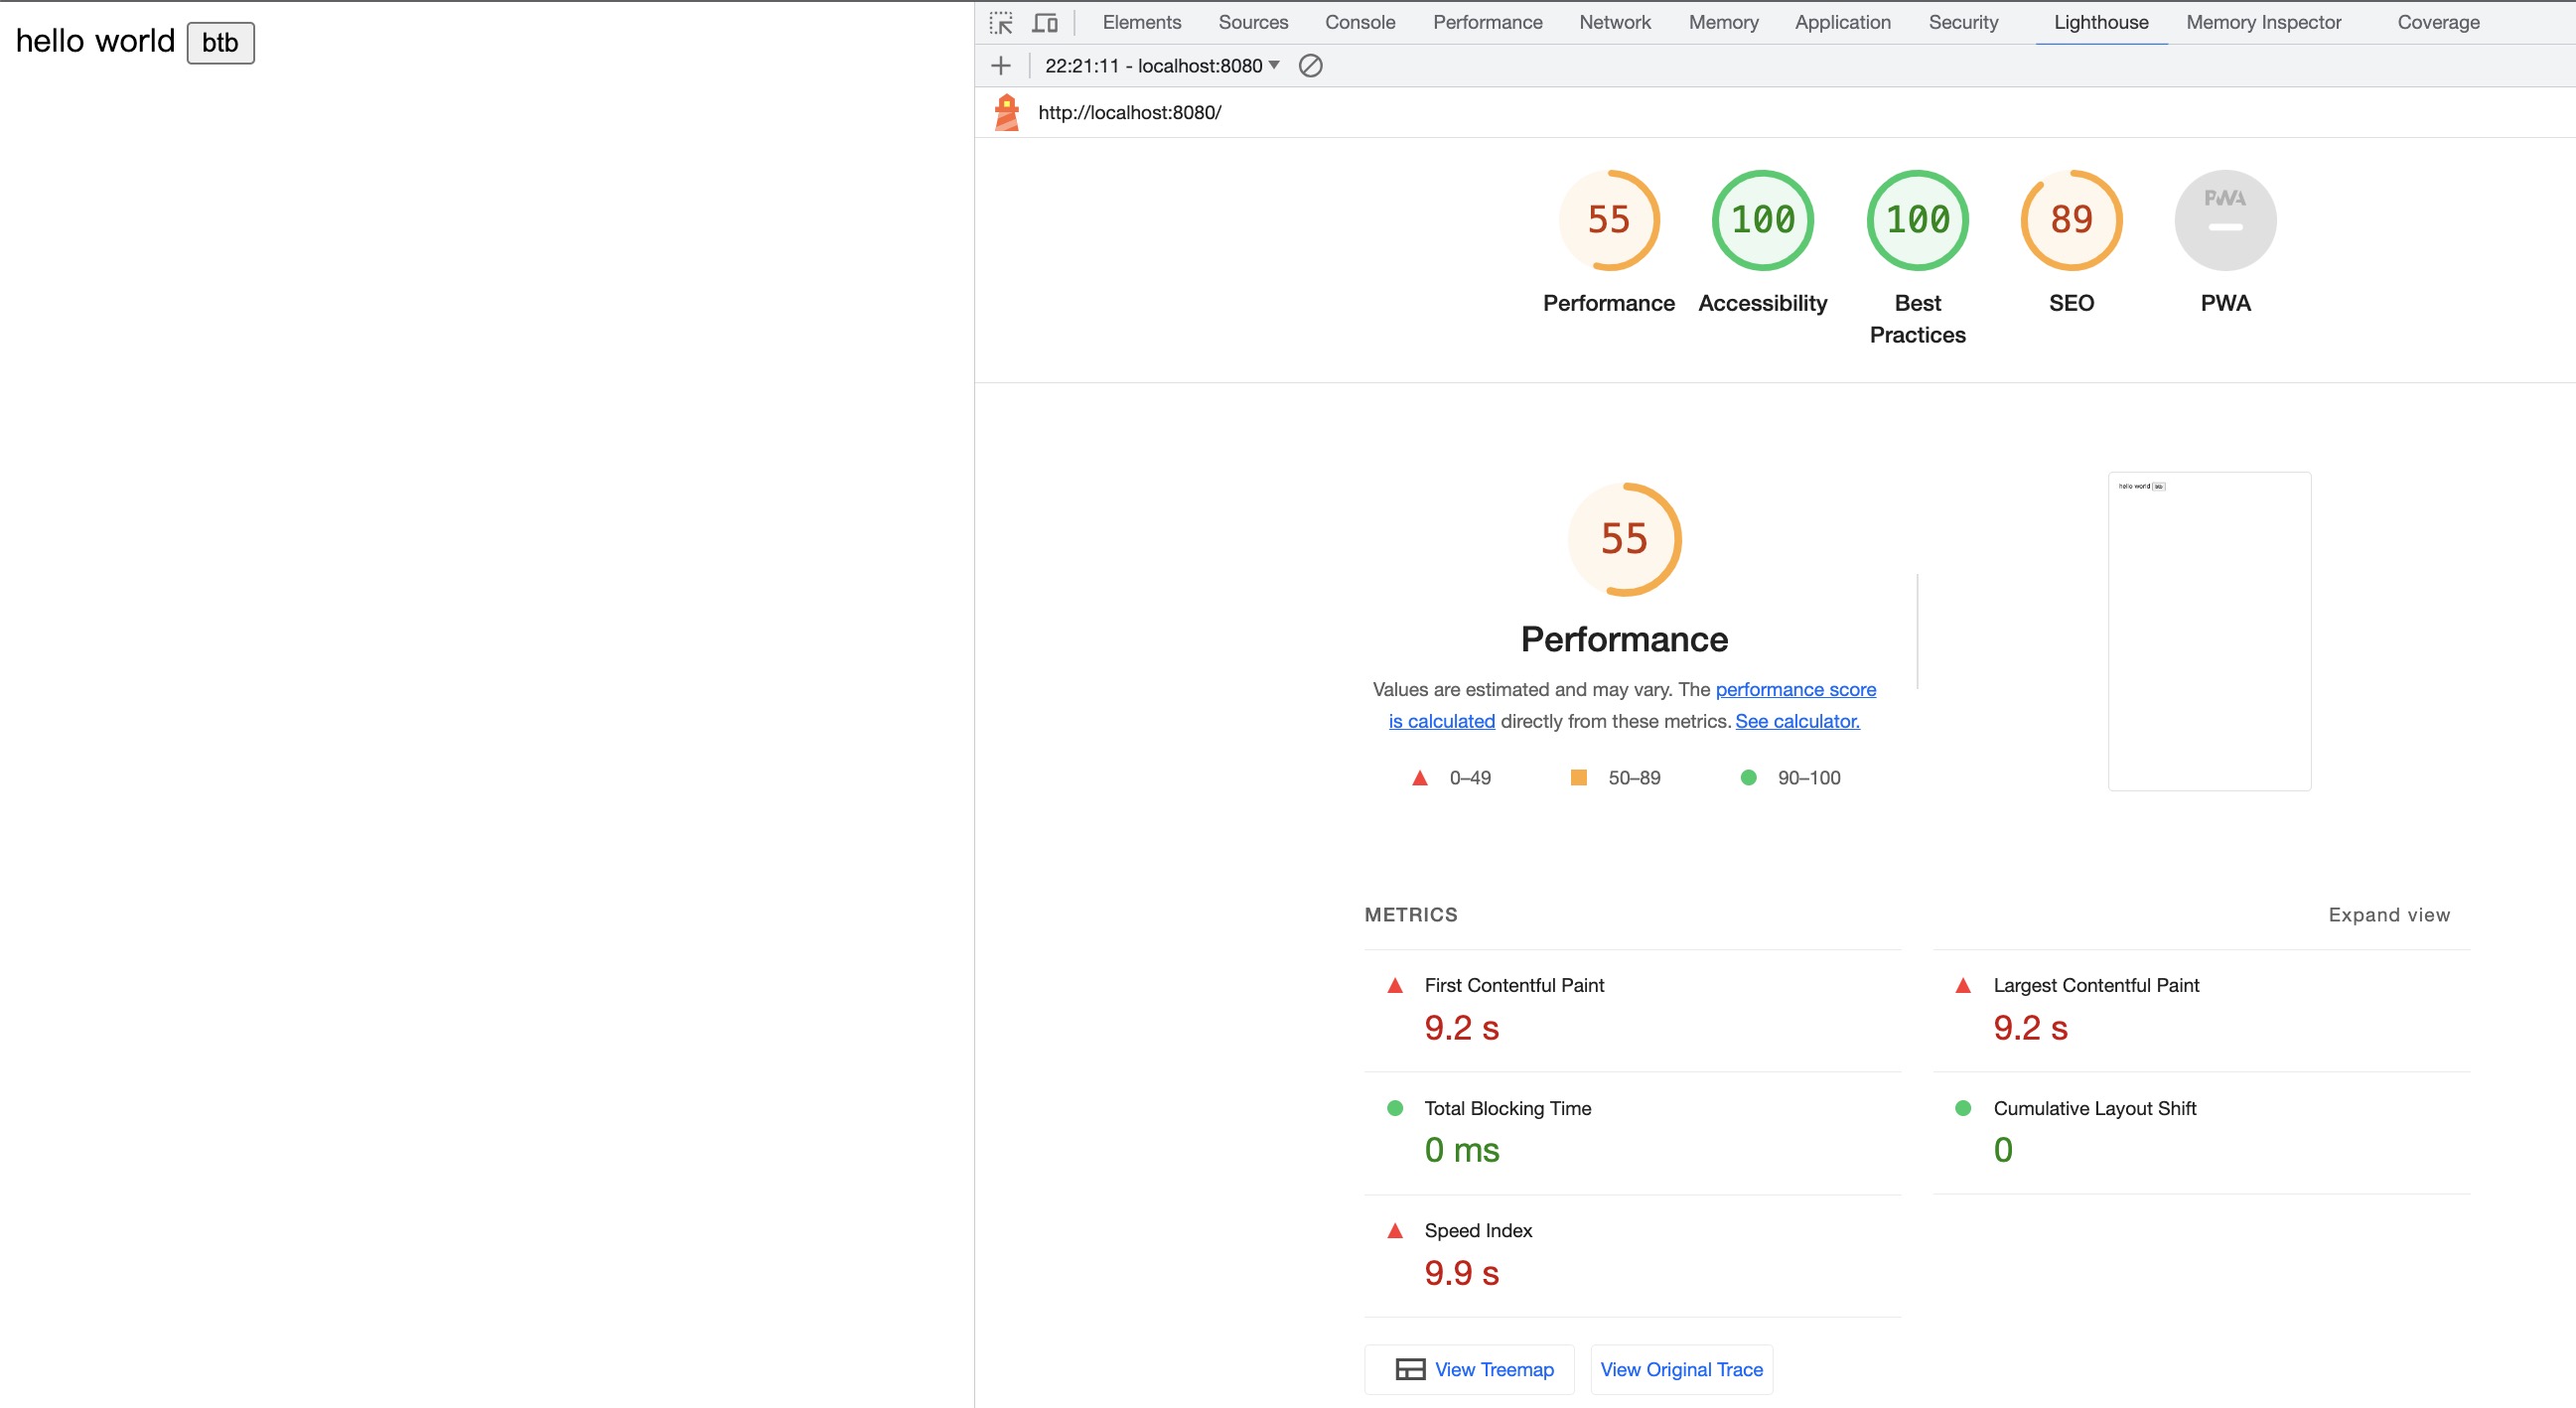 hello world btb
Elements Sources Console Performance Network Memory Application Security Lighthouse Memory Inspector Coverage
22:21:11 - localhost:8080
http://localhost:8080/
55 100 100 89 PWA
Performance Accessibility Best Practices SEO PWA
hello world btb
55
Performance
Values are estimated and may vary. The performance score
is calculated directly from these metrics. See calculator.
0–49 50–89 90–100
METRICS Expand view
First Contentful Paint
9.2 s
Largest Contentful Paint
9.2 s
Total Blocking Time
0 ms
Cumulative Layout Shift
0
Speed Index
9.9 s
View Treemap View Original Trace